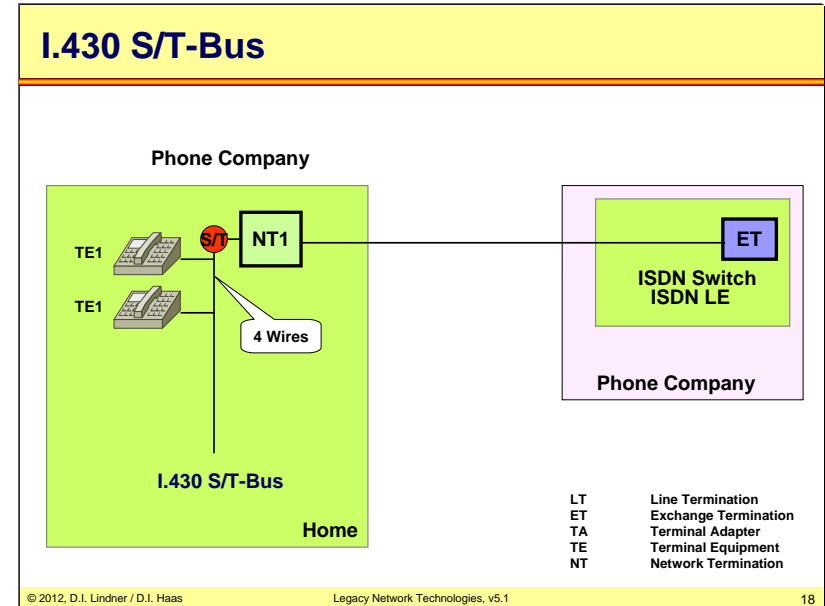 I.430 S/T-Bus
Phone Company
TE1
S/T
NT1
ET
TE1
4 Wires
ISDN Switch
ISDN LE
Phone Company
I.430 S/T-Bus
Home
LT Line Termination
ET Exchange Termination
TA Terminal Adapter
TE Terminal Equipment
NT Network Termination
© 2012, D.I. Lindner / D.I. Haas Legacy Network Technologies, v5.1 18